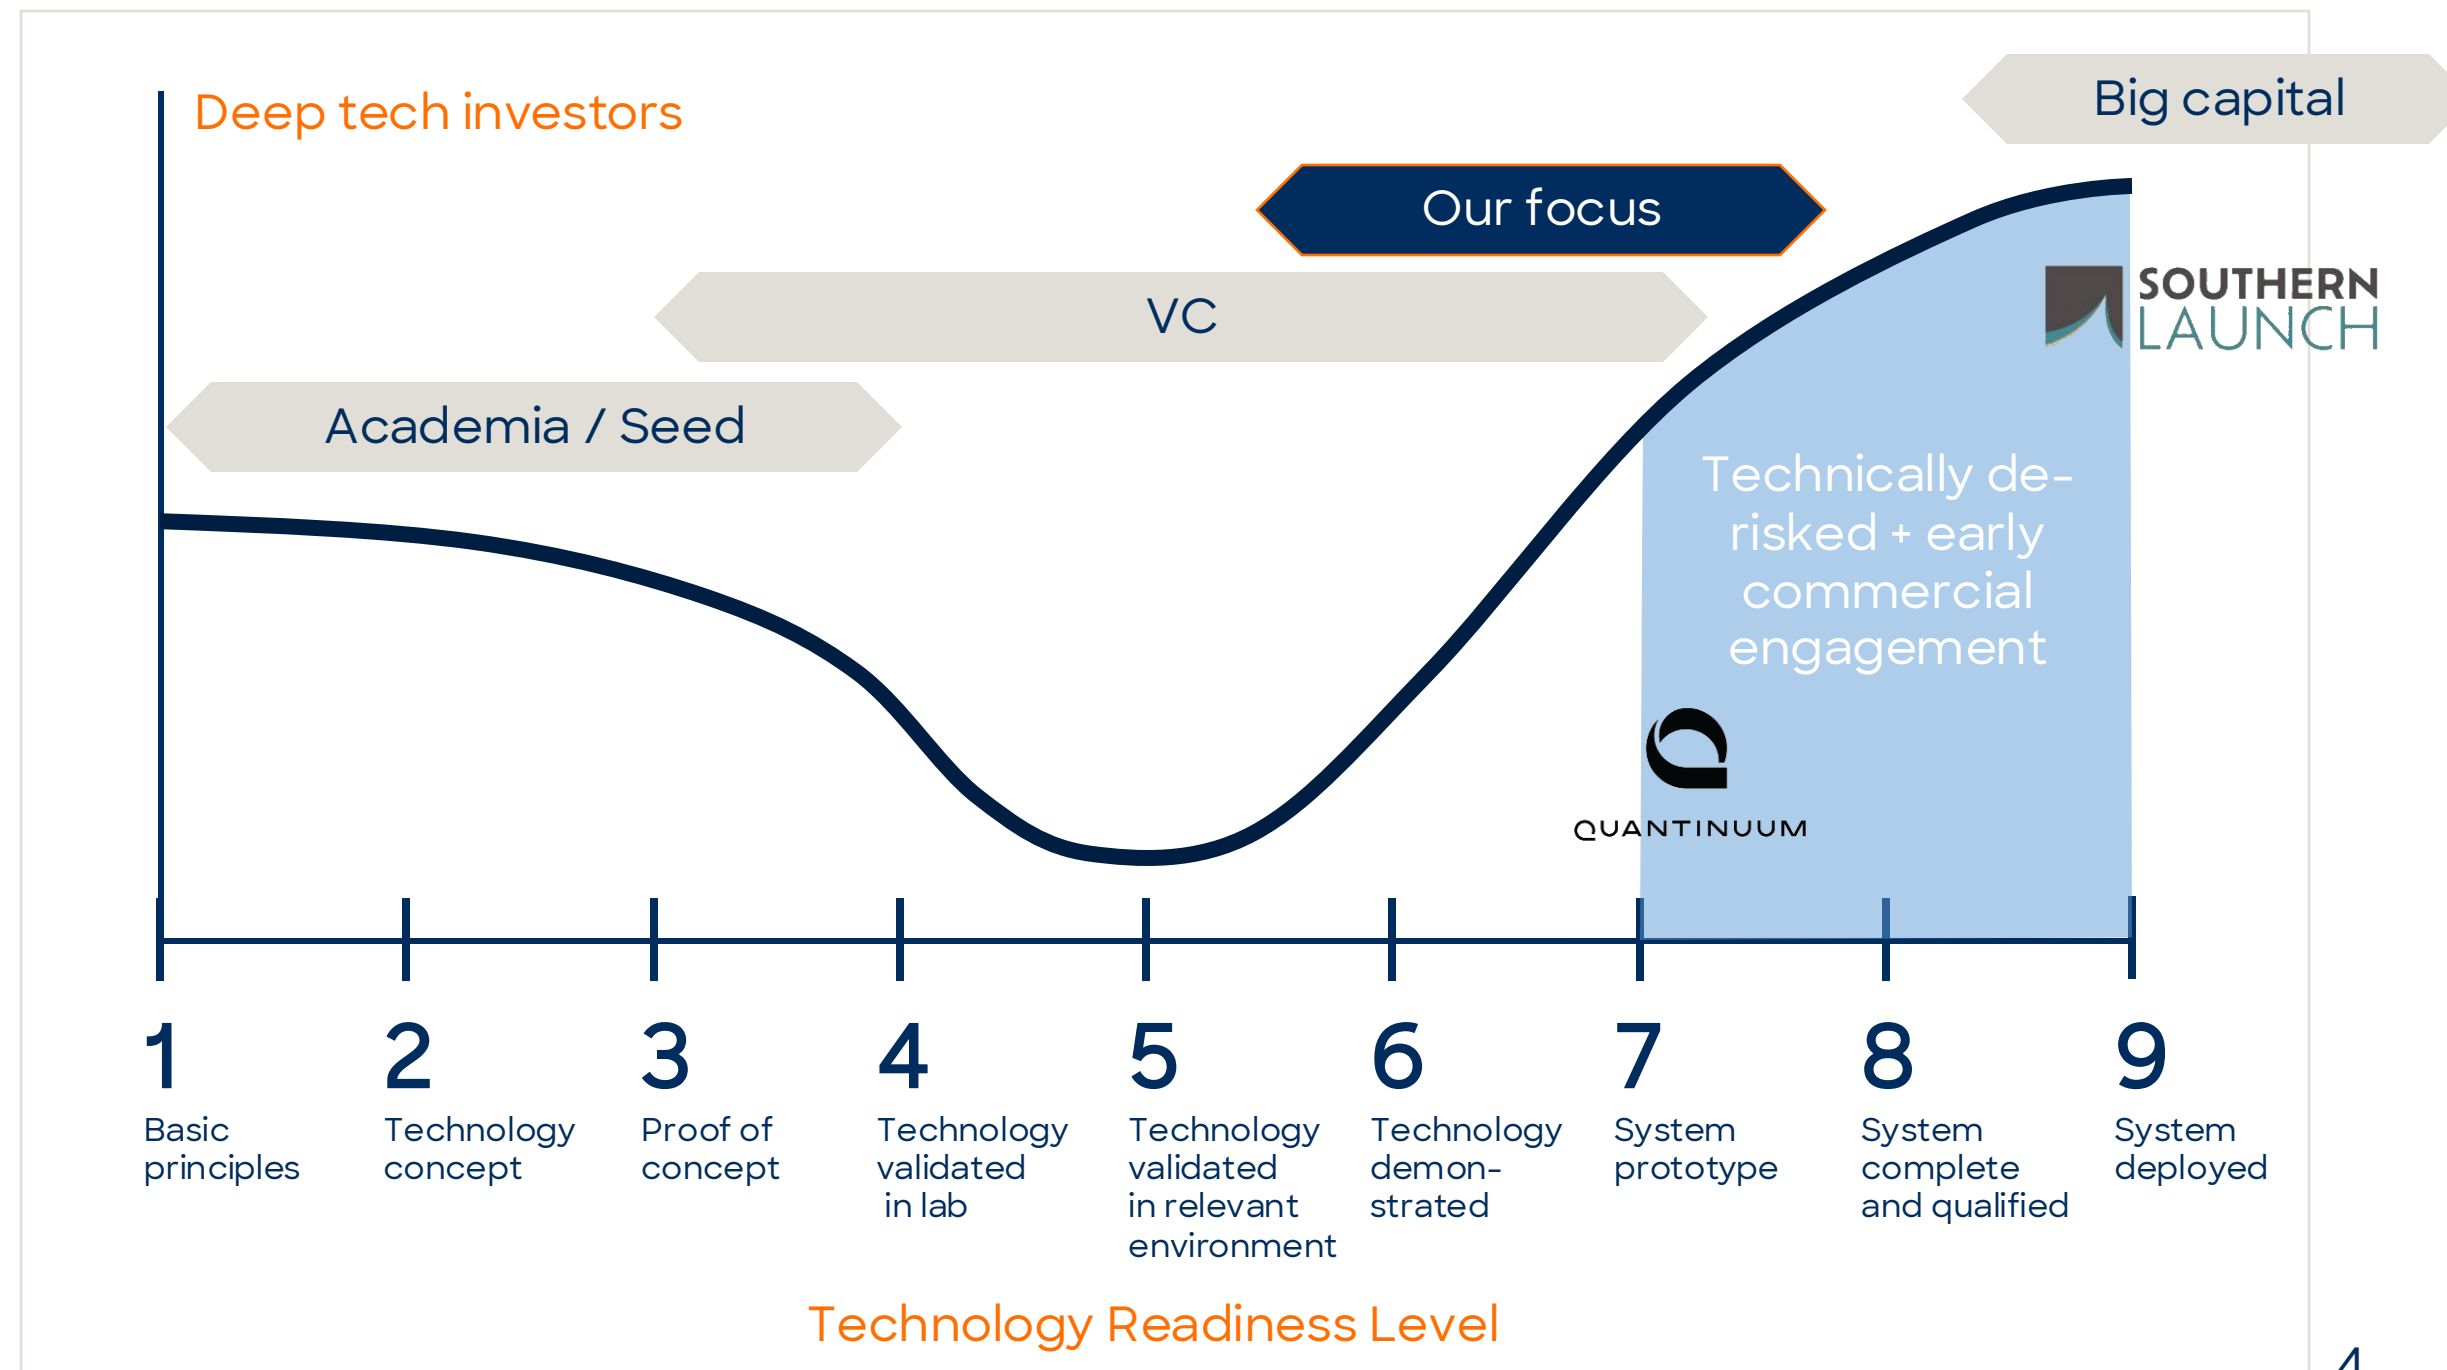 Deep tech investors
Big capital
Our focus
VC
SOUTHERN
LAUNCH
Academia / Seed
Technically de-
risked + early
commercial
engagement
QUANTINUUM
1
Basic
principles
2
Technology
concept
3
Proof of
concept
4
Technology
validated
in lab
5
Technology
validated
in relevant
environment
6
Technology
demon-
strated
7
System
prototype
8
System
complete
and qualified
9
System
deployed
Technology Readiness Level
4